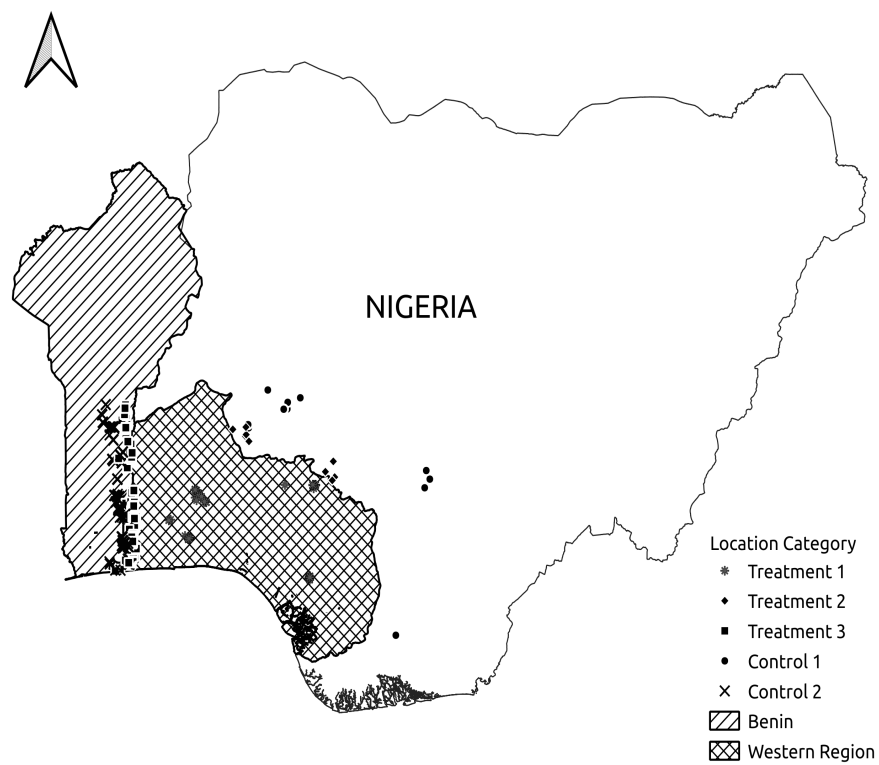 NIGERIA
Location Category
Treatment 1
Treatment 2
Treatment 3
Control 1
Control 2
Benin
Western Region